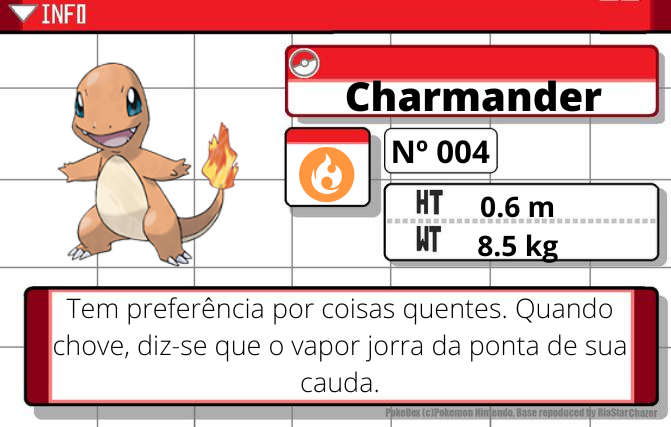 INFO
Charmander
Nº 004
HT 0.6 m
WT 8.5 kg
Tem preferência por coisas quentes. Quando
chove, diz-se que o vapor jorra da ponta de sua
cauda.
PokeDex (c)Pokemon Nintendo. Base repoduced by RiaStarChazer